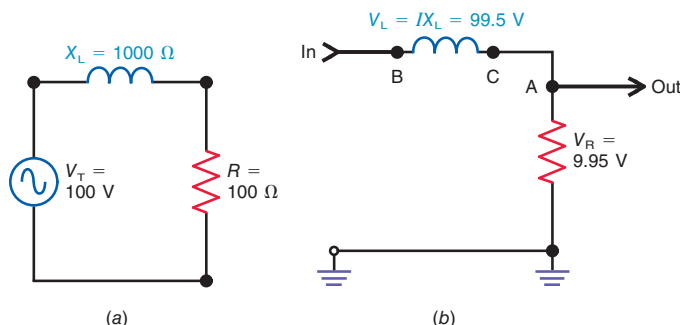 X_L = 1000 Ω
V_T =
100 V
R =
100 Ω
(a)
V_L = IX_L = 99.5 V
In
B
C
A
Out
V_R =
9.95 V
(b)